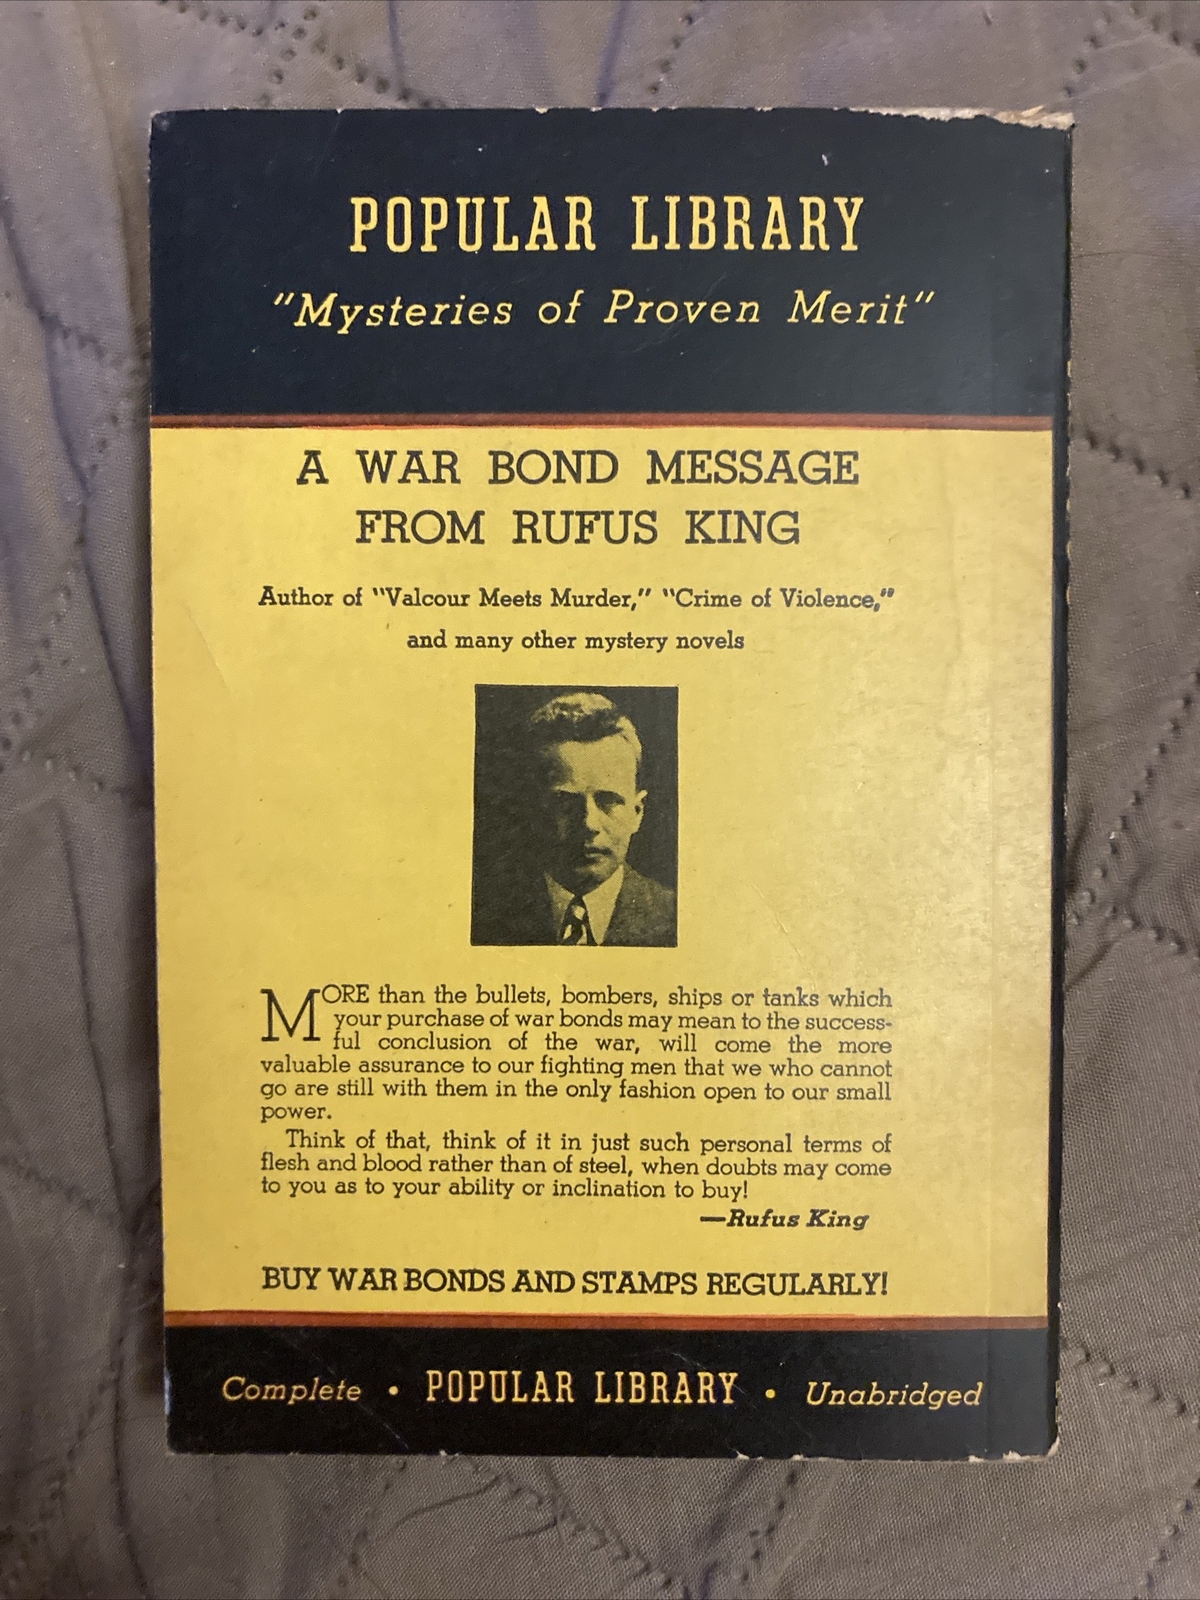 POPULAR LIBRARY
"Mysteries of Proven Merit"
A WAR BOND MESSAGE
FROM RUFUS KING
Author of "Valcour Meets Murder," "Crime of Violence,"
and many other mystery novels
MORE than the bullets, bombers, ships or tanks which
your purchase of war bonds may mean to the success-
ful conclusion of the war, will come the more
valuable assurance to our fighting men that we who cannot
go are still with them in the only fashion open to our small
power.
Think of that, think of it in just such personal terms of
flesh and blood rather than of steel, when doubts may come
to you as to your ability or inclination to buy!
—Rufus King
BUY WAR BONDS AND STAMPS REGULARLY!
Complete • POPULAR LIBRARY • Unabridged